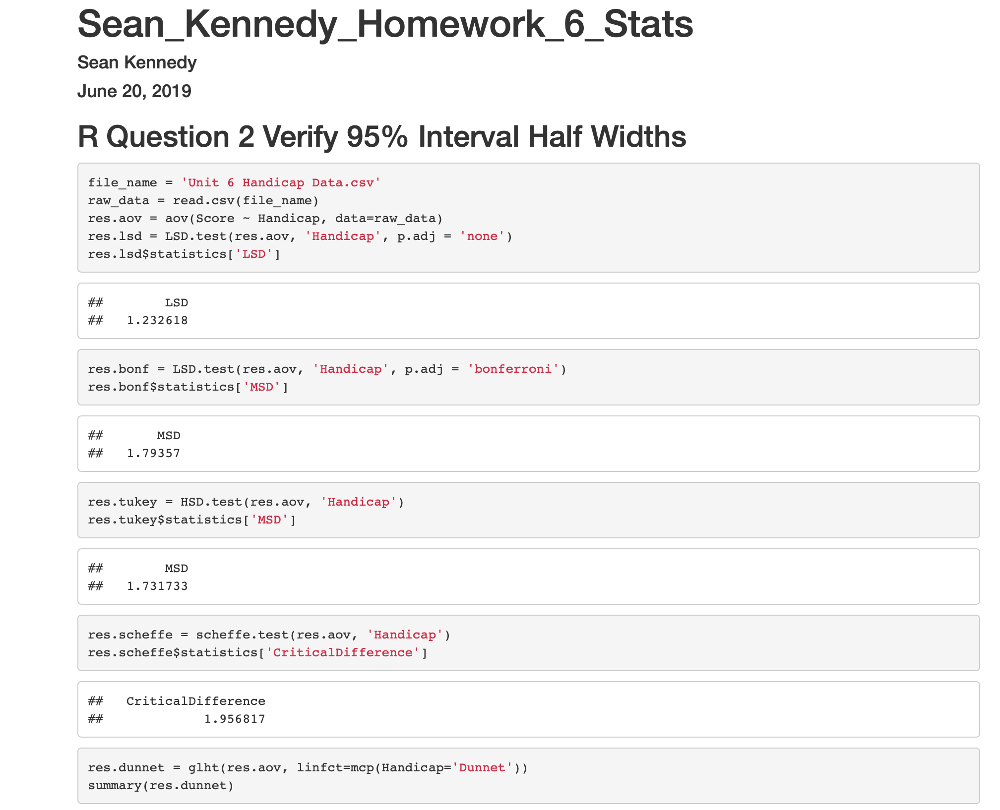 Sean_Kennedy_Homework_6_Stats
Sean Kennedy
June 20, 2019
R Question 2 Verify 95% Interval Half Widths
file_name = 'Unit 6 Handicap Data.csv'
raw_data = read.csv(file_name)
res.aov = aov(Score ~ Handicap, data=raw_data)
res.lsd = LSD.test(res.aov, 'Handicap', p.adj = 'none')
res.lsd$statistics['LSD']
##        LSD
##   1.232618
res.bonf = LSD.test(res.aov, 'Handicap', p.adj = 'bonferroni')
res.bonf$statistics['MSD']
##       MSD
##   1.79357
res.tukey = HSD.test(res.aov, 'Handicap')
res.tukey$statistics['MSD']
##        MSD
##   1.731733
res.scheffe = scheffe.test(res.aov, 'Handicap')
res.scheffe$statistics['CriticalDifference']
##   CriticalDifference
##             1.956817
res.dunnet = glht(res.aov, linfct=mcp(Handicap='Dunnet'))
summary(res.dunnet)